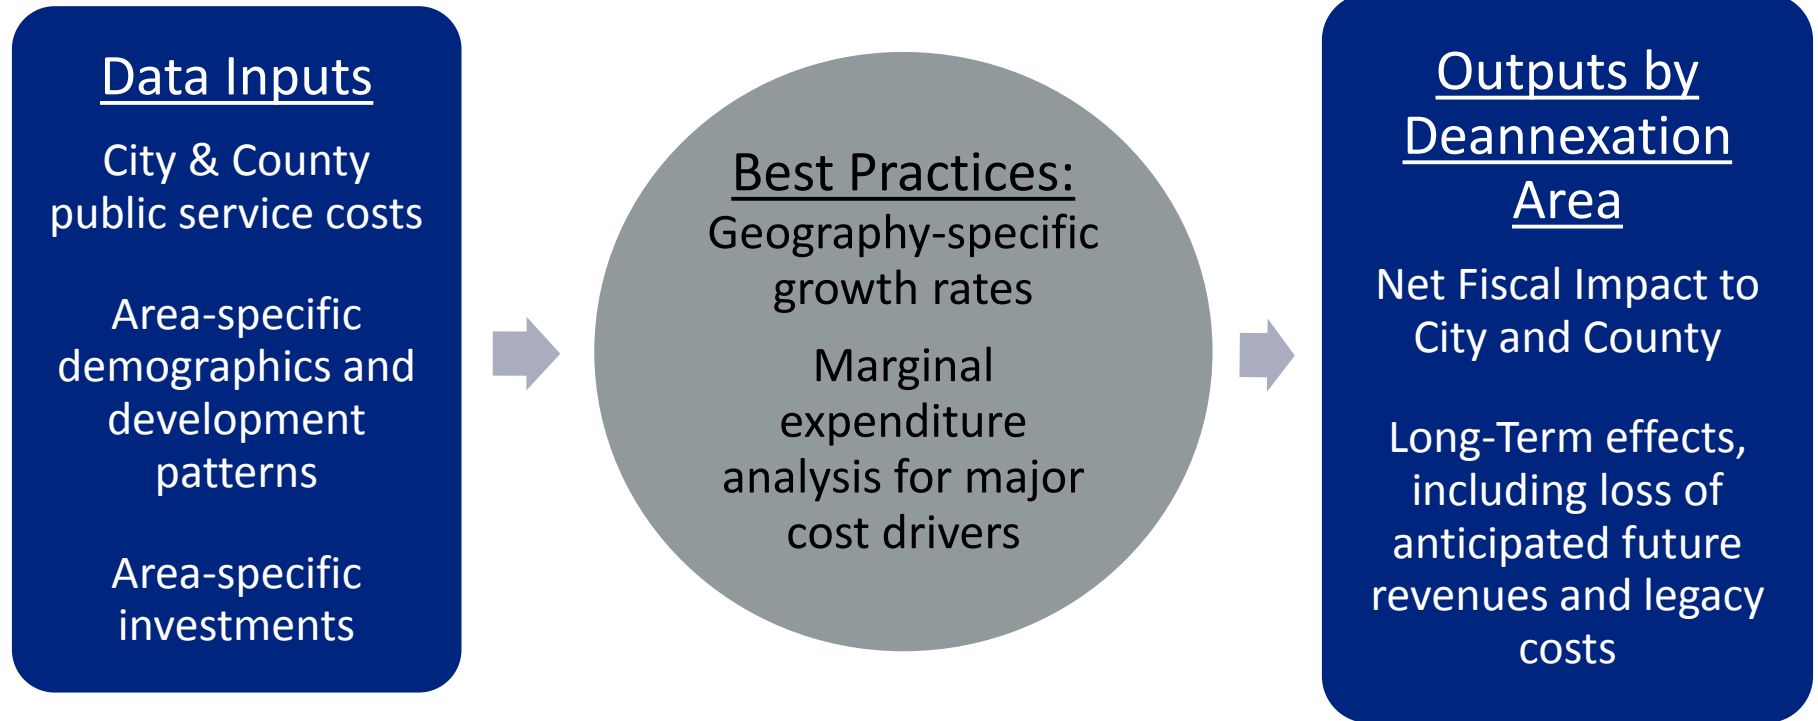 Data Inputs
City & County
public service costs
Area-specific
demographics and
development
patterns
Area-specific
investments
Best Practices:
Geography-specific
growth rates
Marginal
expenditure
analysis for major
cost drivers
Outputs by
Deannexation
Area
Net Fiscal Impact to
City and County
Long-Term effects,
including loss of
anticipated future
revenues and legacy
costs